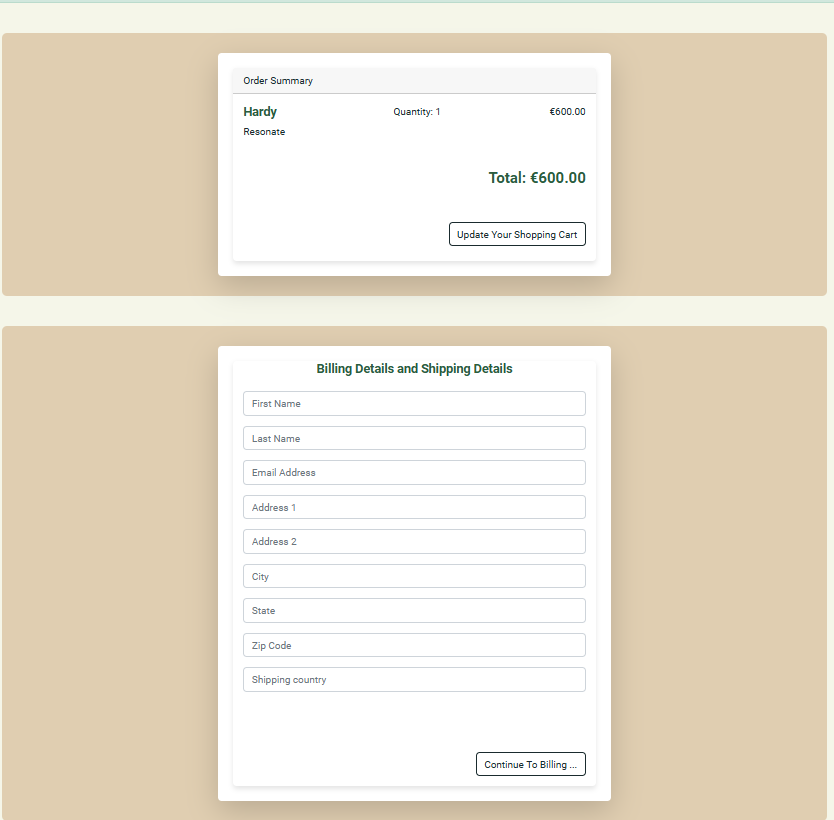 Order Summary
Hardy Quantity: 1 €600.00
Resonate
Total: €600.00
Update Your Shopping Cart
Billing Details and Shipping Details
First Name
Last Name
Email Address
Address 1
Address 2
City
State
Zip Code
Shipping country
Continue To Billing ...